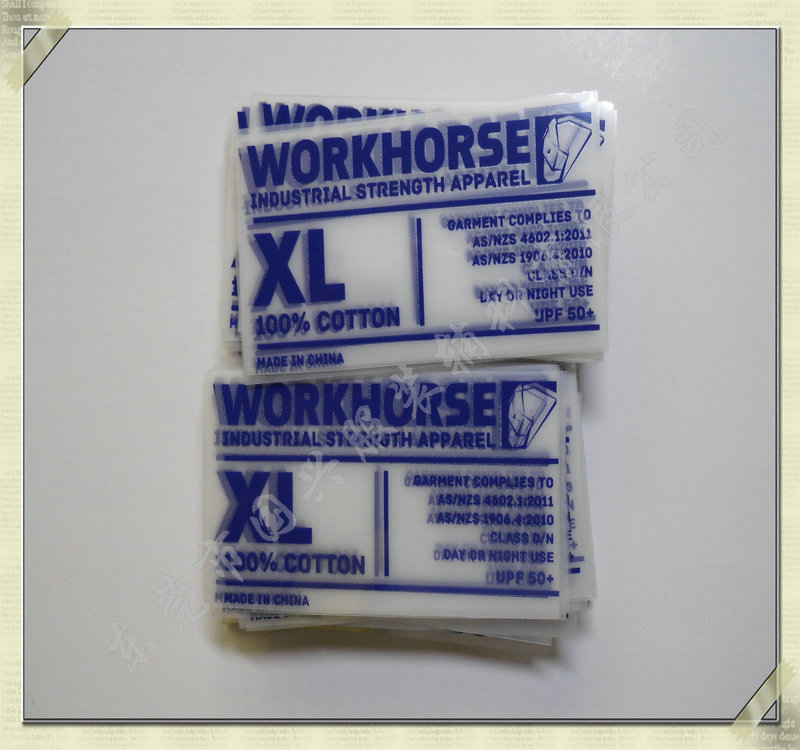 WORKHORSE
INDUSTRIAL STRENGTH APPAREL
XL
100% COTTON
MADE IN CHINA
GARMENT COMPLIES TO
AS/NZS 4602.1:2011
AS/NZS 1906.4:2010
CLASS D/N
DAY OR NIGHT USE
UPF 50+
WORKHORSE
INDUSTRIAL STRENGTH APPAREL
XL
100% COTTON
MADE IN CHINA
GARMENT COMPLIES TO
AS/NZS 4602.1:2011
AS/NZS 1906.4:2010
CLASS D/N
DAY OR NIGHT USE
UPF 50+